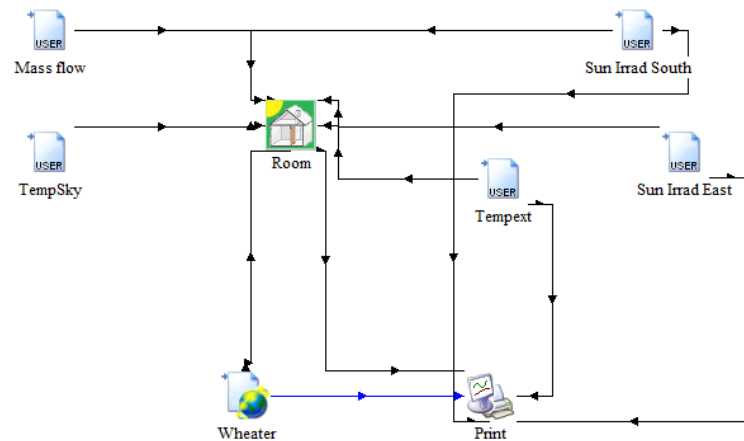 USER
USER
Mass flow
Sun Irrad South
USER
USER
USER
TempSky
Room
Sun Irrad East
Tempext
Wheater
Print